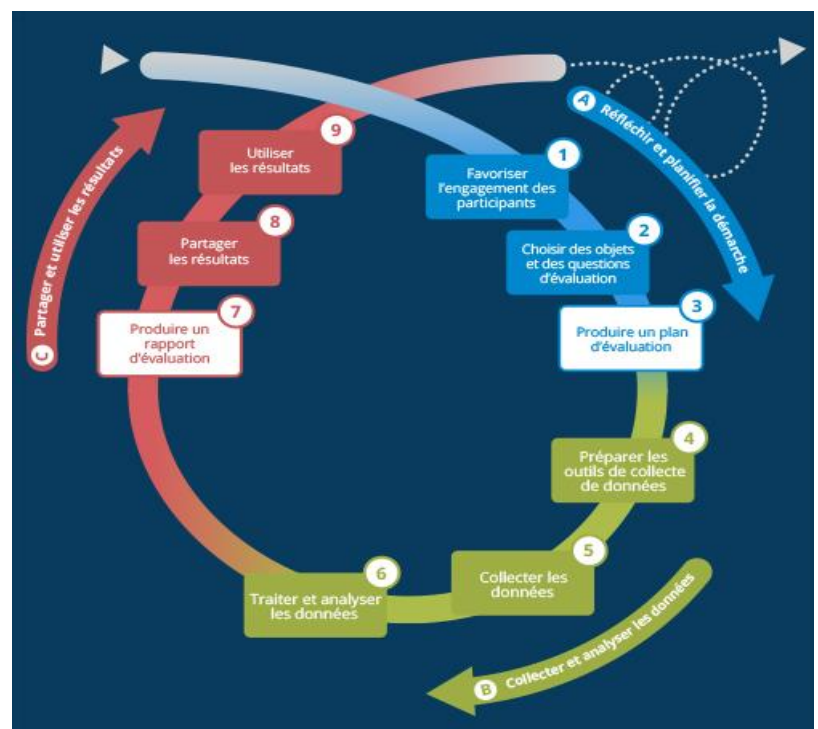 A Réfléchir et planifier la démarche
1
Favoriser
l'engagement des
participants
2
Choisir des objets
et des questions
d'évaluation
3
Produire un plan
d'évaluation
4
Préparer les
outils de collecte
de données
5
Collecter les
données
B Collecter et analyser les données
6
Traiter et analyser
les données
7
Produire un
rapport
d'évaluation
8
Partager
les résultats
9
Utiliser
les résultats
C Partager et utiliser les résultats